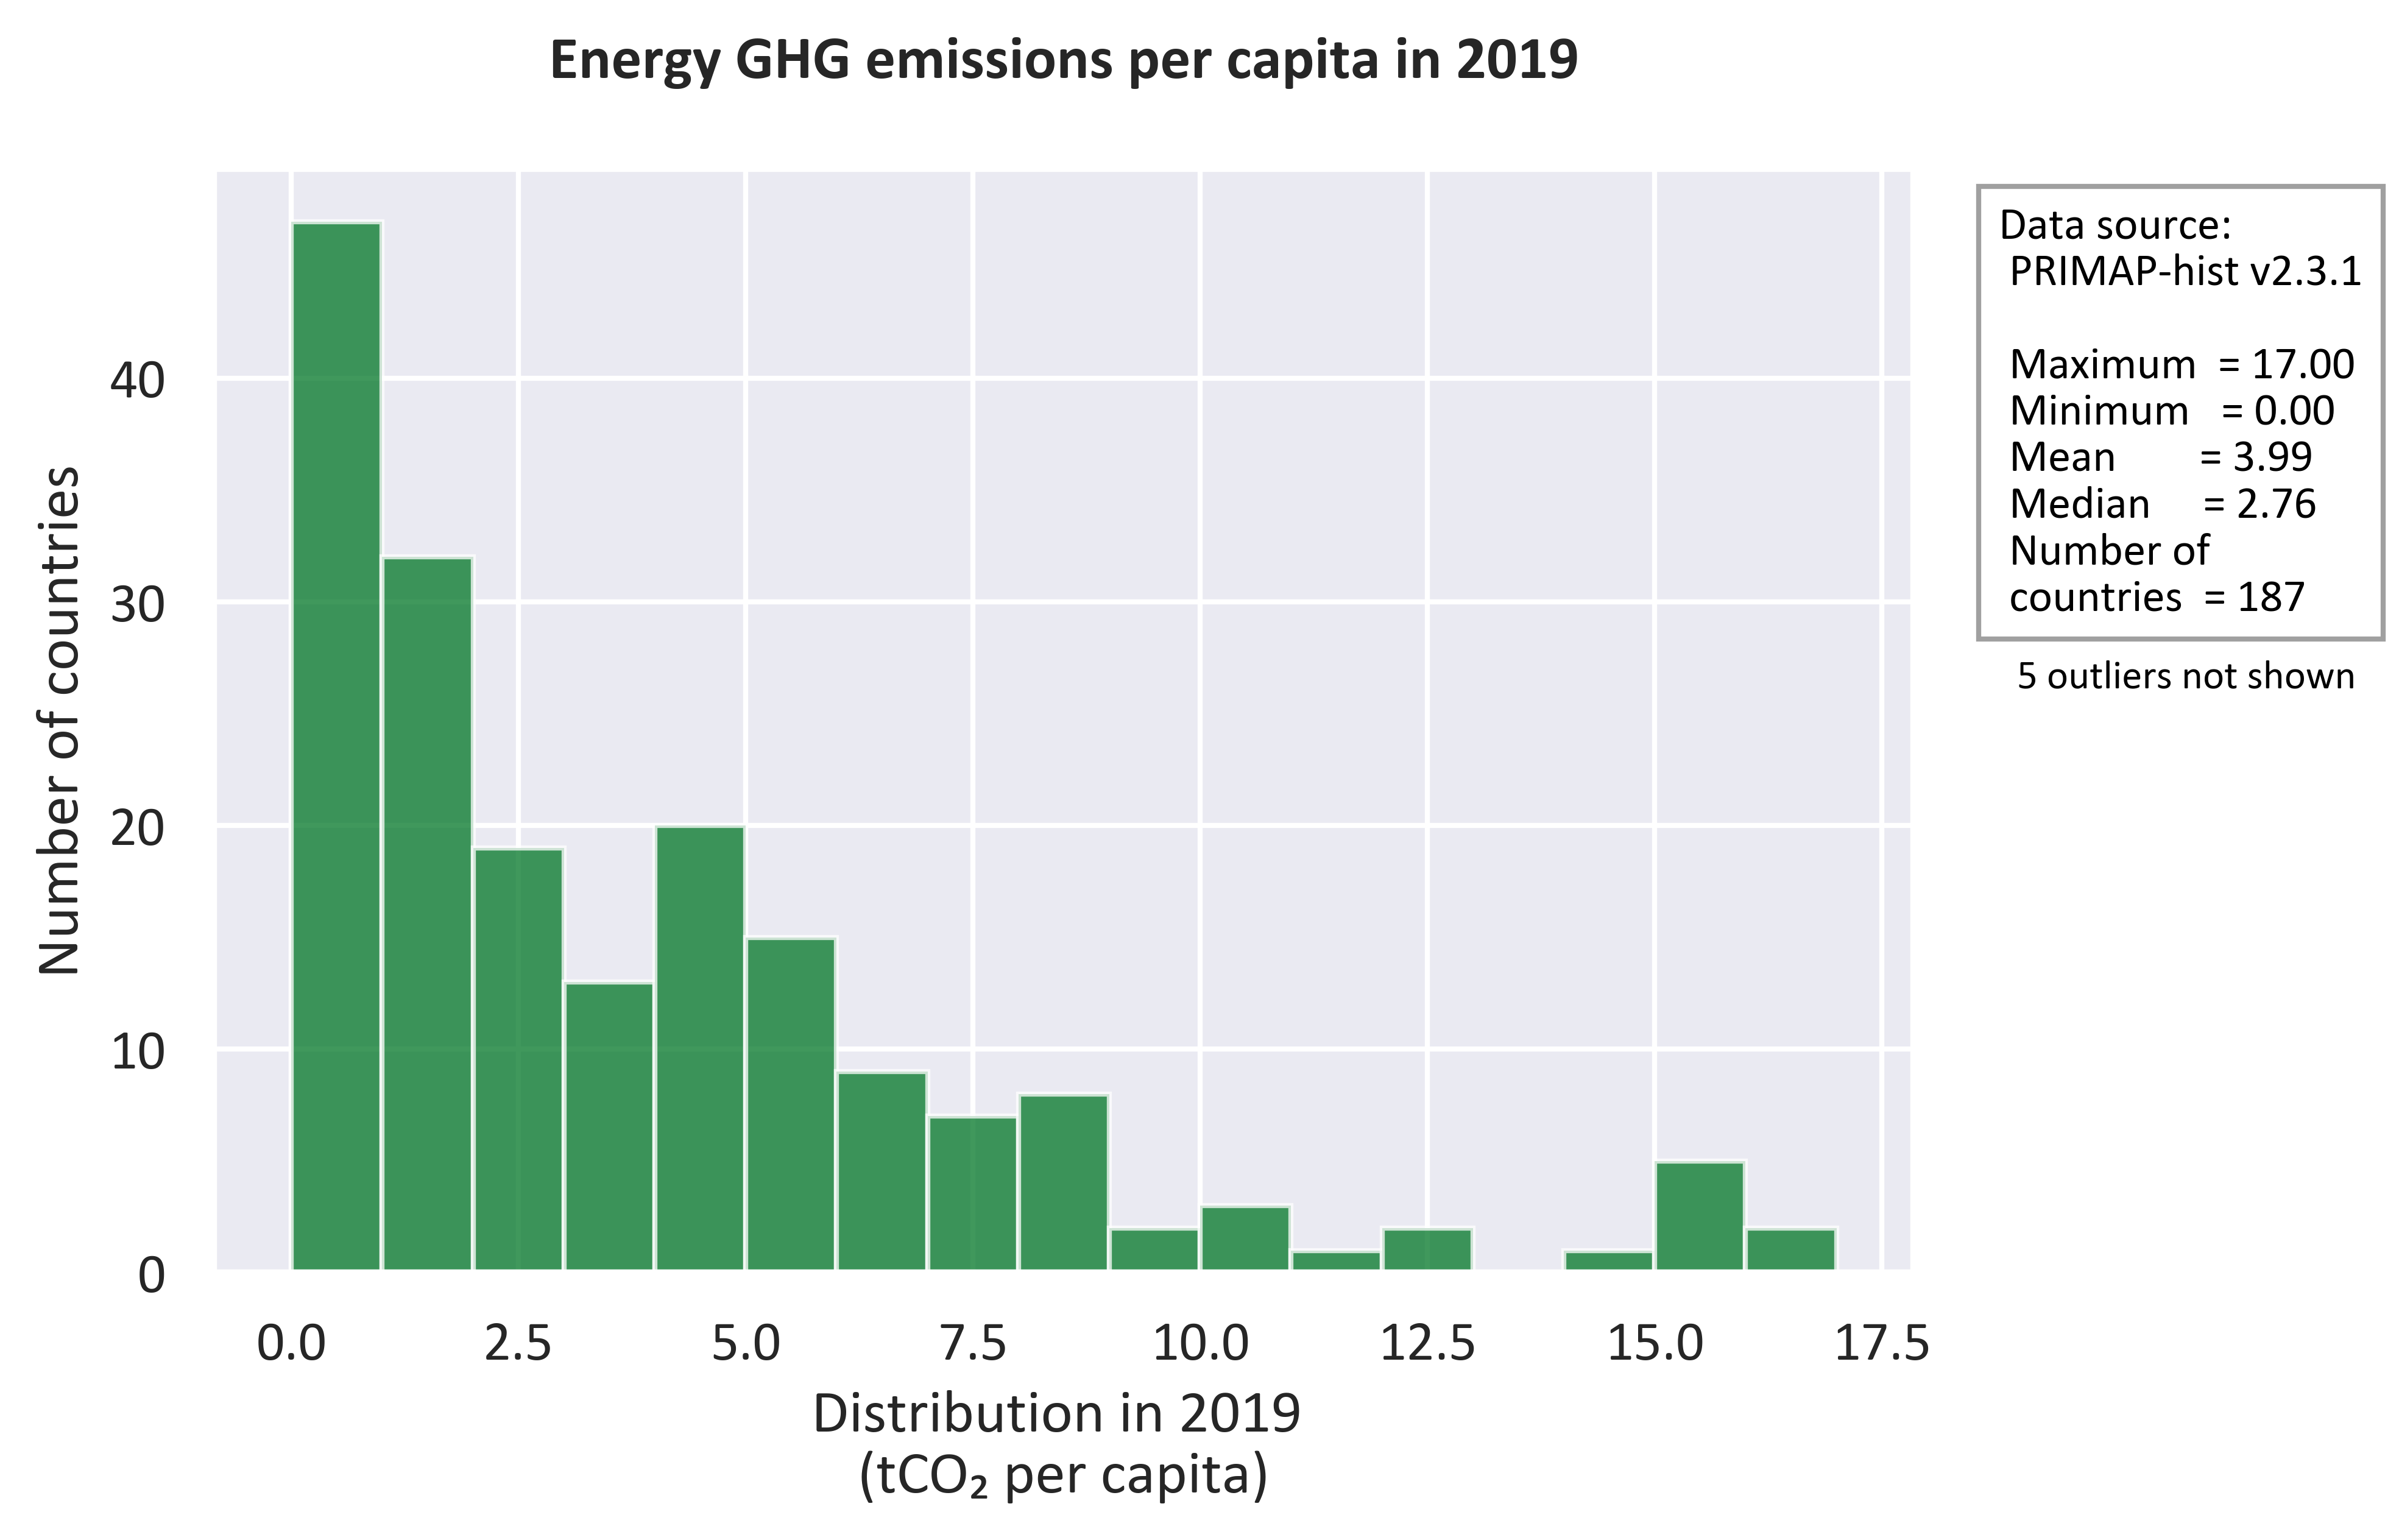 Energy GHG emissions per capita in 2019
Number of countries
40
30
20
10
0
0.0 2.5 5.0 7.5 10.0 12.5 15.0 17.5
Distribution in 2019
(tCO₂ per capita)
Data source:
PRIMAP-hist v2.3.1
Maximum = 17.00
Minimum = 0.00
Mean = 3.99
Median = 2.76
Number of
countries = 187
5 outliers not shown